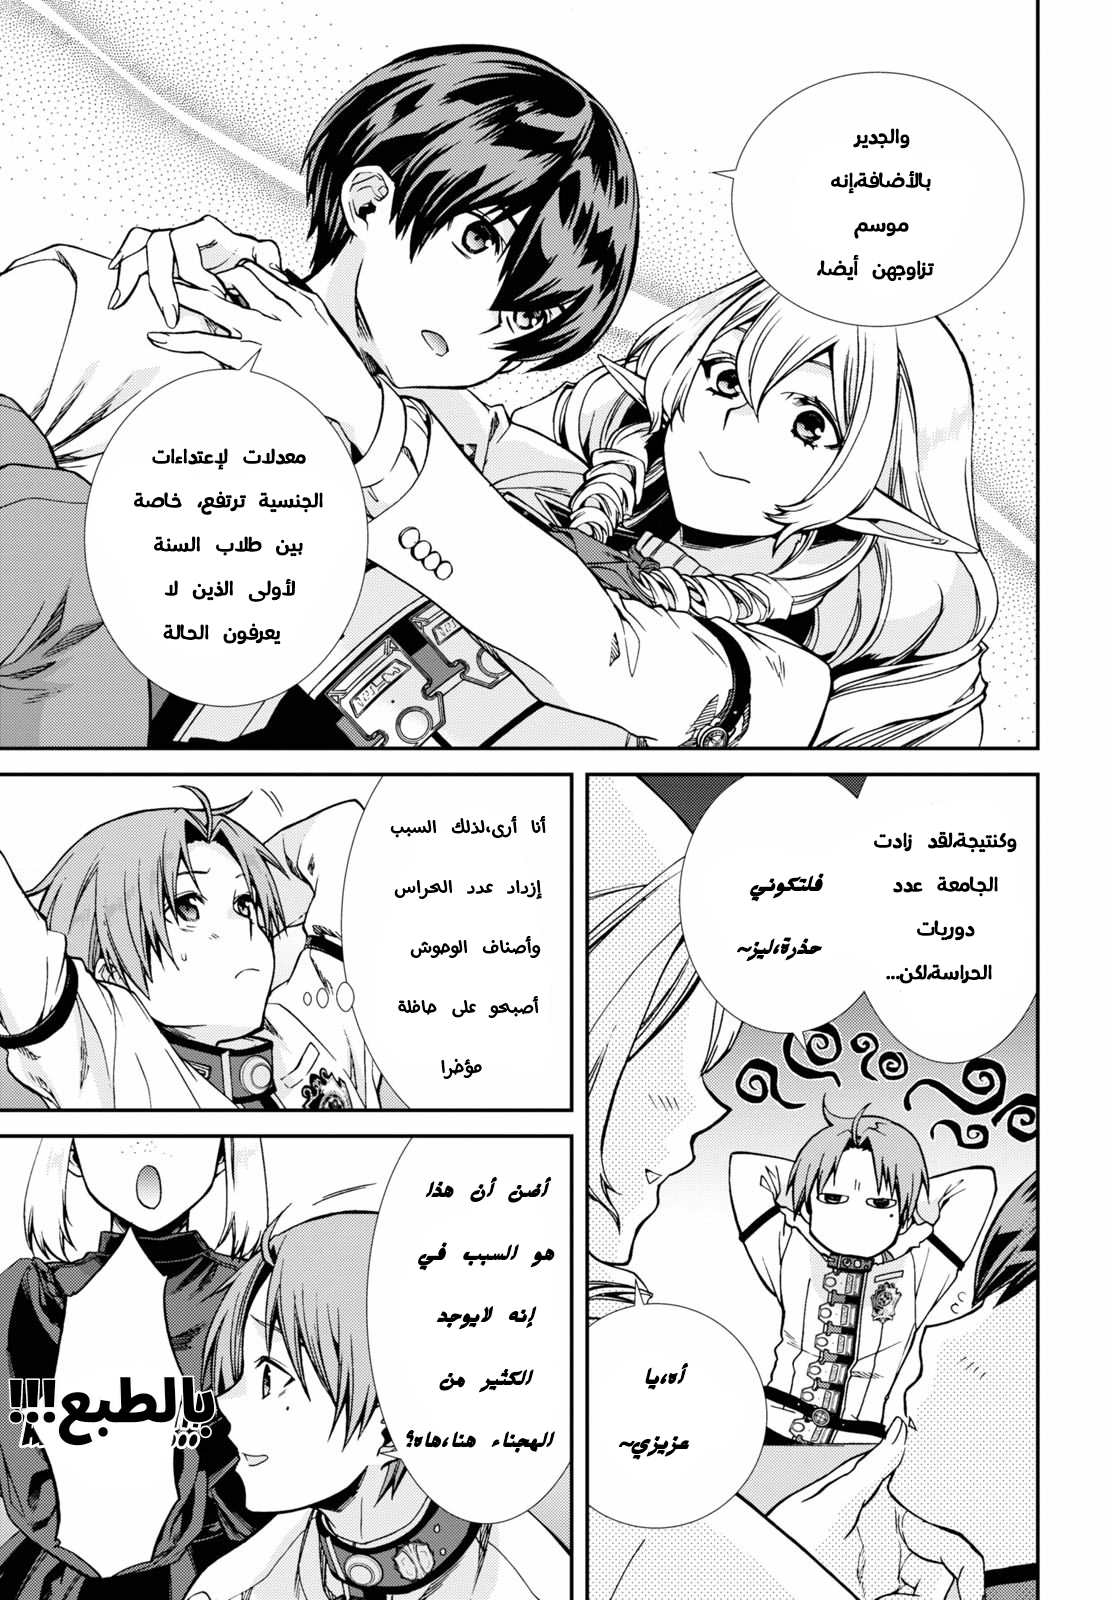 والجدير
بالأضافة،إنه
موسم
تزاوجهن أيضا،
معدلات لإعتداءات
الجنسية ترتفع، خاصة
بين طلاب السنة
لأولى الذين لا
يعرفون الحالة
وكنتيجة،لقد زادت
الجامعة عدد
دوريات
الحراسة،لكن...
فلتكوني
حذرة،ليز~
أه،يا
عزيزي~
أنا أرى،لذلك السبب
إزداد عدد الحراس
وأصناف الوحوش
أصبحو على حافلة
مؤخرا
أضن أن هذا
هو السبب في
إنه لايوجد
الكثير من
الهجناء هنا،هاه؟
بالطبع!!!